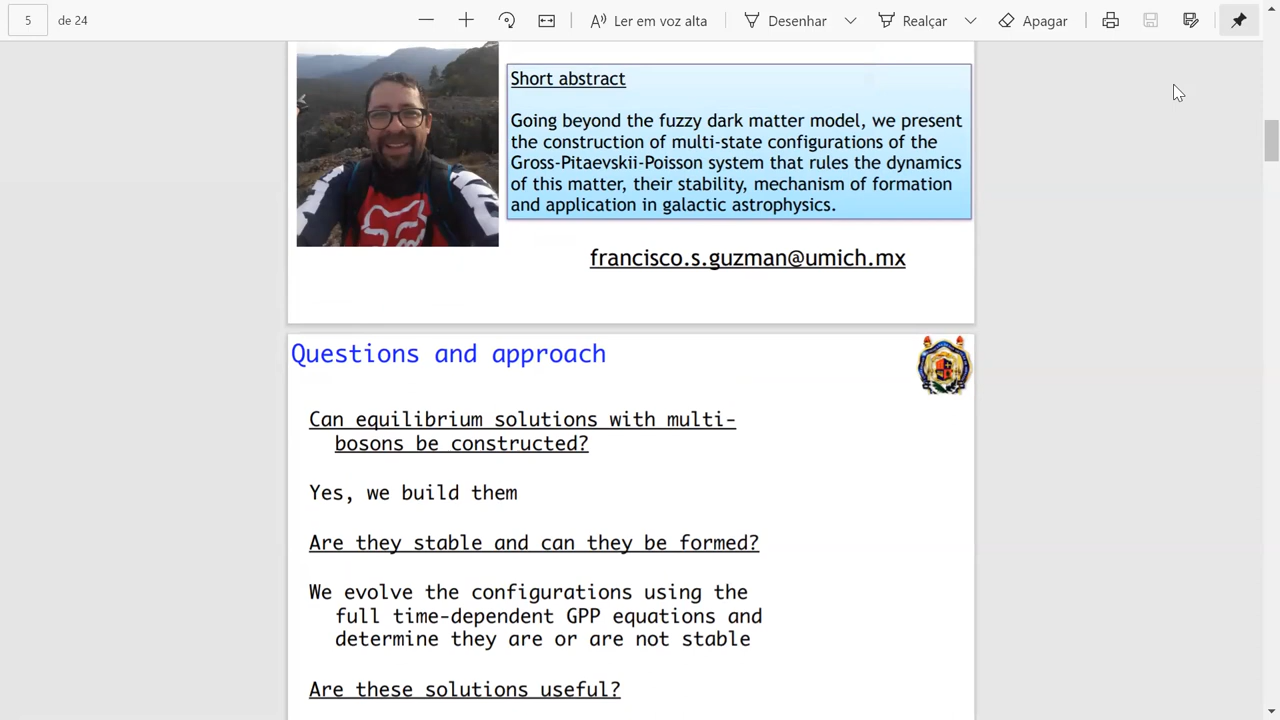 5 de 24 Ler em voz alta Desenhar Realçar Apagar
Short abstract
Going beyond the fuzzy dark matter model, we present
the construction of multi-state configurations of the
Gross-Pitaevskii-Poisson system that rules the dynamics
of this matter, their stability, mechanism of formation
and application in galactic astrophysics.
francisco.s.guzman@umich.mx
Questions and approach
Can equilibrium solutions with multi-
bosons be constructed?
Yes, we build them
Are they stable and can they be formed?
We evolve the configurations using the
full time-dependent GPP equations and
determine they are or are not stable
Are these solutions useful?